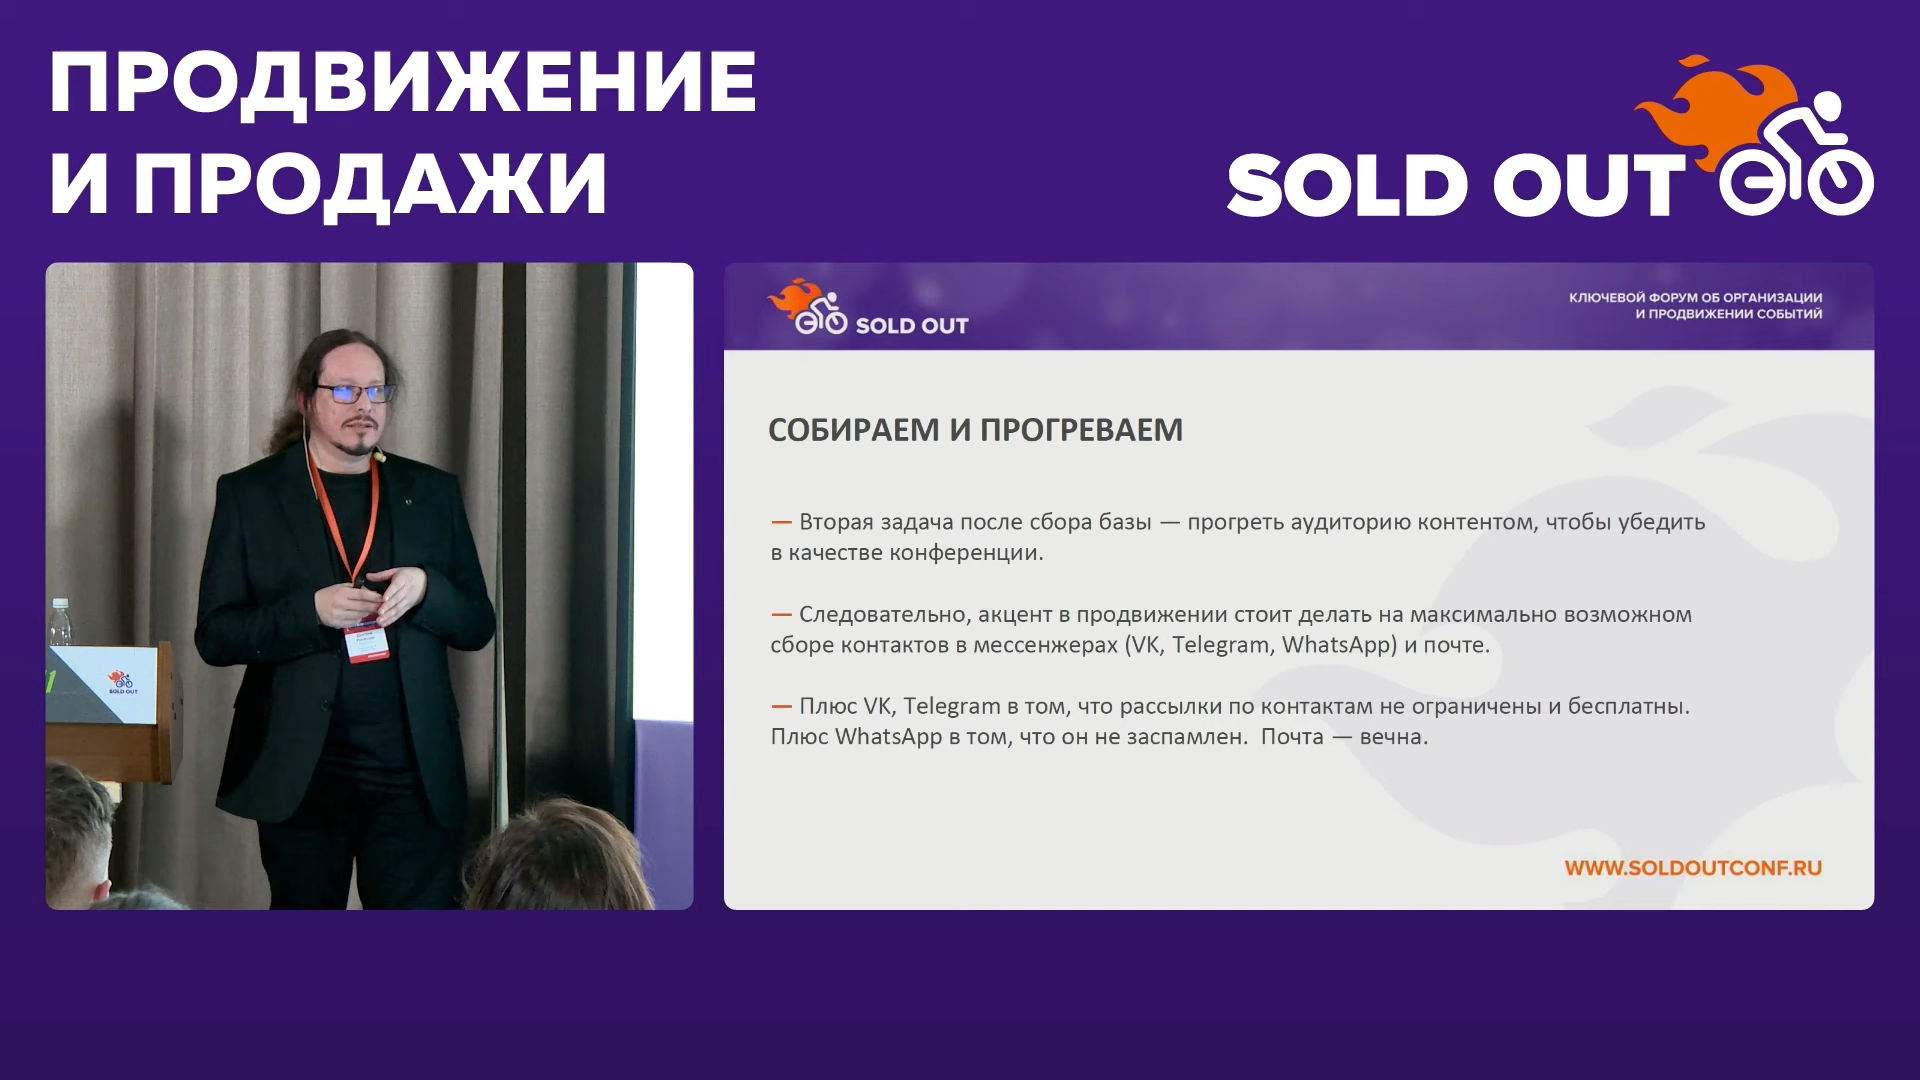 ПРОДВИЖЕНИЕ
И ПРОДАЖИ
SOLD OUT
SOLD OUT
SOLD OUT
КЛЮЧЕВОЙ ФОРУМ ОБ ОРГАНИЗАЦИИ
И ПРОДВИЖЕНИИ СОБЫТИЙ
СОБИРАЕМ И ПРОГРЕВАЕМ
— Вторая задача после сбора базы — прогреть аудиторию контентом, чтобы убедить
в качестве конференции.
— Следовательно, акцент в продвижении стоит делать на максимально возможном
сборе контактов в мессенжерах (VK, Telegram, WhatsApp) и почте.
— Плюс VK, Telegram в том, что рассылки по контактам не ограничены и бесплатны.
Плюс WhatsApp в том, что он не заспамлен. Почта — вечна.
WWW.SOLDOUTCONF.RU